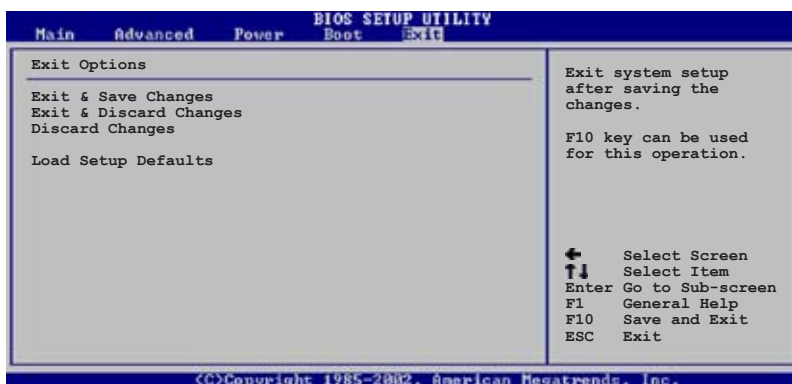 BIOS SETUP UTILITY
Main Advanced Power Boot Exit
Exit Options
Exit & Save Changes
Exit & Discard Changes
Discard Changes
Load Setup Defaults
Exit system setup
after saving the
changes.
F10 key can be used
for this operation.
← Select Screen
↑↓ Select Item
Enter Go to Sub-screen
F1 General Help
F10 Save and Exit
ESC Exit
(C)Copyright 1985-2002, American Megatrends, Inc.